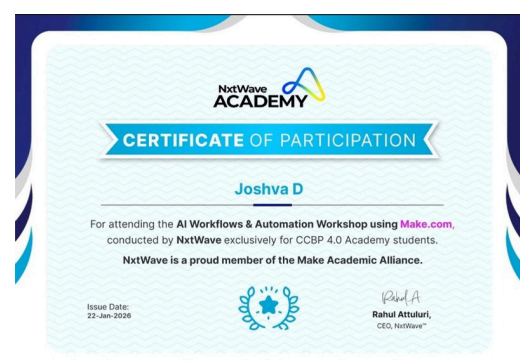 NxtWave
ACADEMY
CERTIFICATE OF PARTICIPATION
Joshva D
For attending the AI Workflows & Automation Workshop using Make.com,
conducted by NxtWave exclusively for CCBP 4.0 Academy students.
NxtWave is a proud member of the Make Academic Alliance.
Issue Date:
22-Jan-2026
Rahul A
Rahul Attuluri,
CEO, NxtWave™